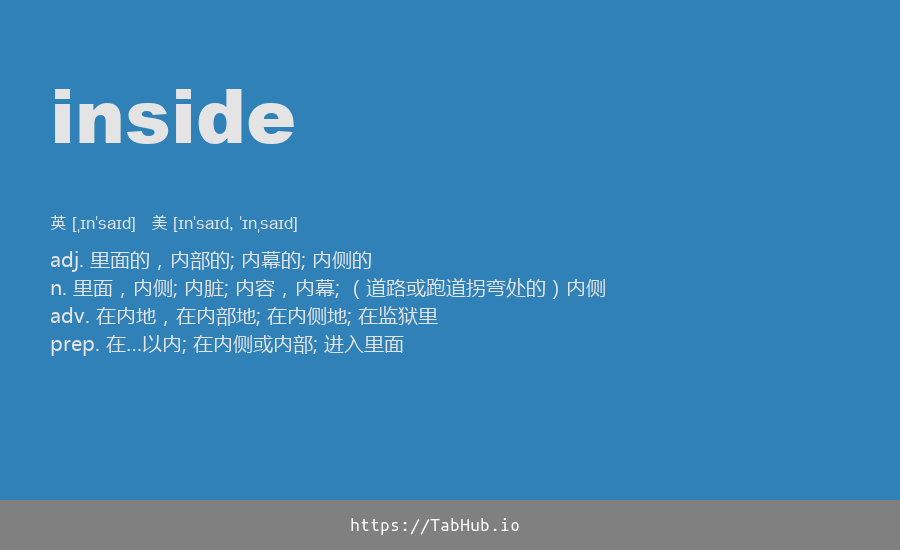 inside
英 [ˌɪnˈsaɪd]  美 [ɪnˈsaɪd, ˈɪnˌsaɪd]
adj. 里面的，内部的; 内幕的; 内侧的
n. 里面，内侧; 内脏; 内容，内幕; （道路或跑道拐弯处的）内侧
adv. 在内地，在内部地; 在内侧地; 在监狱里
prep. 在…以内; 在内侧或内部; 进入里面
https://TabHub.io